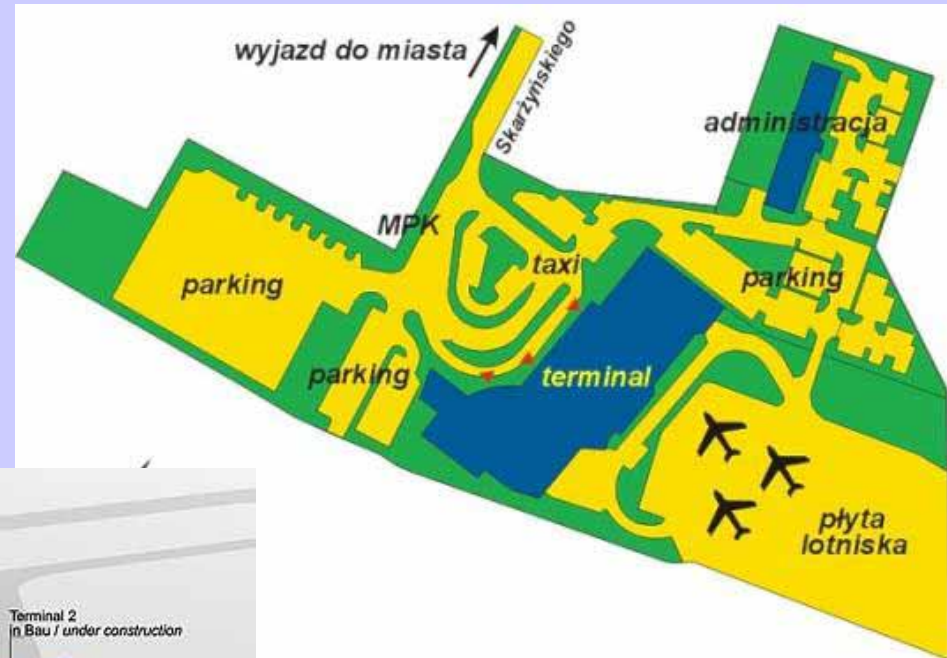 wyjazd do miasta
Skarżyńskiego
administracja
MPK
taxi
parking
parking
parking
terminal
płyta
lotniska
Terminal 2
in Bau / under construction